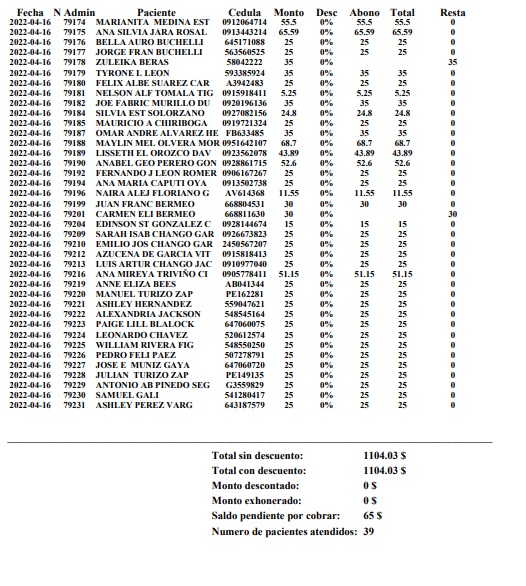 Fecha N Admin Paciente Cedula Monto Desc Abono Total Resta
2022-04-16 79174 MARIANITA MEDINA EST 0912064714 55.5 0% 55.5 55.5 0
2022-04-16 79175 ANA SILVIA JARA ROSAL 0913443214 65.59 0% 65.59 65.59 0
2022-04-16 79176 BELLA AURO BUCHELLI 645171088 25 0% 25 25 0
2022-04-16 79177 JORGE FRAN BUCHELLI 563560525 25 0% 25 25 0
2022-04-16 79178 ZULEIKA BERAS 58042222 35 0% 35
2022-04-16 79179 TYRONE L LEON 593385924 35 0% 35 35 0
2022-04-16 79180 FELIX ALBE SUAREZ CAR A3942483 25 0% 25 25 0
2022-04-16 79181 NELSON ALF TOMALA TIG 0915918411 5.25 0% 5.25 5.25 0
2022-04-16 79182 JOE FABRIC MURILLO DU 0920196136 35 0% 35 35 0
2022-04-16 79184 SILVIA EST SOLORZANO 0927082156 24.8 0% 24.8 24.8 0
2022-04-16 79185 MAURICIO A CHIRIBOGA 0919721324 25 0% 25 25 0
2022-04-16 79187 OMAR ANDRE ALVAREZ HE FB633485 35 0% 35 35 0
2022-04-16 79188 MAYLIN MEL OLVERA MOR 0951642107 68.7 0% 68.7 68.7 0
2022-04-16 79189 LISSETH EL OROZCO DAV 0923562078 43.89 0% 43.89 43.89 0
2022-04-16 79190 ANABEL GEO PERERO GON 0928861715 52.6 0% 52.6 52.6 0
2022-04-16 79192 FERNANDO J LEON ROMER 0906167267 25 0% 25 25 0
2022-04-16 79194 ANA MARIA CAPUTI OYA 0913502738 25 0% 25 25 0
2022-04-16 79196 NAIRA ALEJ FLORIANO G AV614368 11.55 0% 11.55 11.55 0
2022-04-16 79199 JUAN FRANC BERMEO 668804531 30 0% 30 30 0
2022-04-16 79201 CARMEN ELI BERMEO 668811630 30 0% 30
2022-04-16 79204 EDINSON ST GONZALEZ C 0928144674 15 0% 15 15 0
2022-04-16 79209 SARAH ISAB CHANGO GAR 0926673823 25 0% 25 25 0
2022-04-16 79210 EMILIO JOS CHANGO GAR 2450567207 25 0% 25 25 0
2022-04-16 79212 AZUCENA DE GARCIA VIT 0915818413 25 0% 25 25 0
2022-04-16 79213 LUIS ARTUR CHANGO JAC 0910977040 25 0% 25 25 0
2022-04-16 79216 ANA MIREYA TRIVIÑO CI 0905778411 51.15 0% 51.15 51.15 0
2022-04-16 79219 ANNE ELIZA BEES AB041344 25 0% 25 25 0
2022-04-16 79220 MANUEL TURIZO ZAP PE162281 25 0% 25 25 0
2022-04-16 79221 ASHLEY HERNANDEZ 559047621 25 0% 25 25 0
2022-04-16 79222 ALEXANDRIA JACKSON 548545164 25 0% 25 25 0
2022-04-16 79223 PAIGE LILL BLALOCK 647060075 25 0% 25 25 0
2022-04-16 79224 LEONARDO CHAVEZ 520612574 25 0% 25 25 0
2022-04-16 79225 WILLIAM RIVERA FIG 548550250 25 0% 25 25 0
2022-04-16 79226 PEDRO FELI PAEZ 507278791 25 0% 25 25 0
2022-04-16 79227 JOSE E MUNIZ GAYA 647060720 25 0% 25 25 0
2022-04-16 79228 JULIAN TURIZO ZAP PE149135 25 0% 25 25 0
2022-04-16 79229 ANTONIO AB PINEDO SEG G3559829 25 0% 25 25 0
2022-04-16 79230 SAMUEL GALI 541280417 25 0% 25 25 0
2022-04-16 79231 ASHLEY PEREZ VARG 643187579 25 0% 25 25 0
Total sin descuento: 1104.03 $
Total con descuento: 1104.03 $
Monto descontado: 0 $
Monto exhonerado: 0 $
Saldo pendiente por cobrar: 65 $
Numero de pacientes atendidos: 39